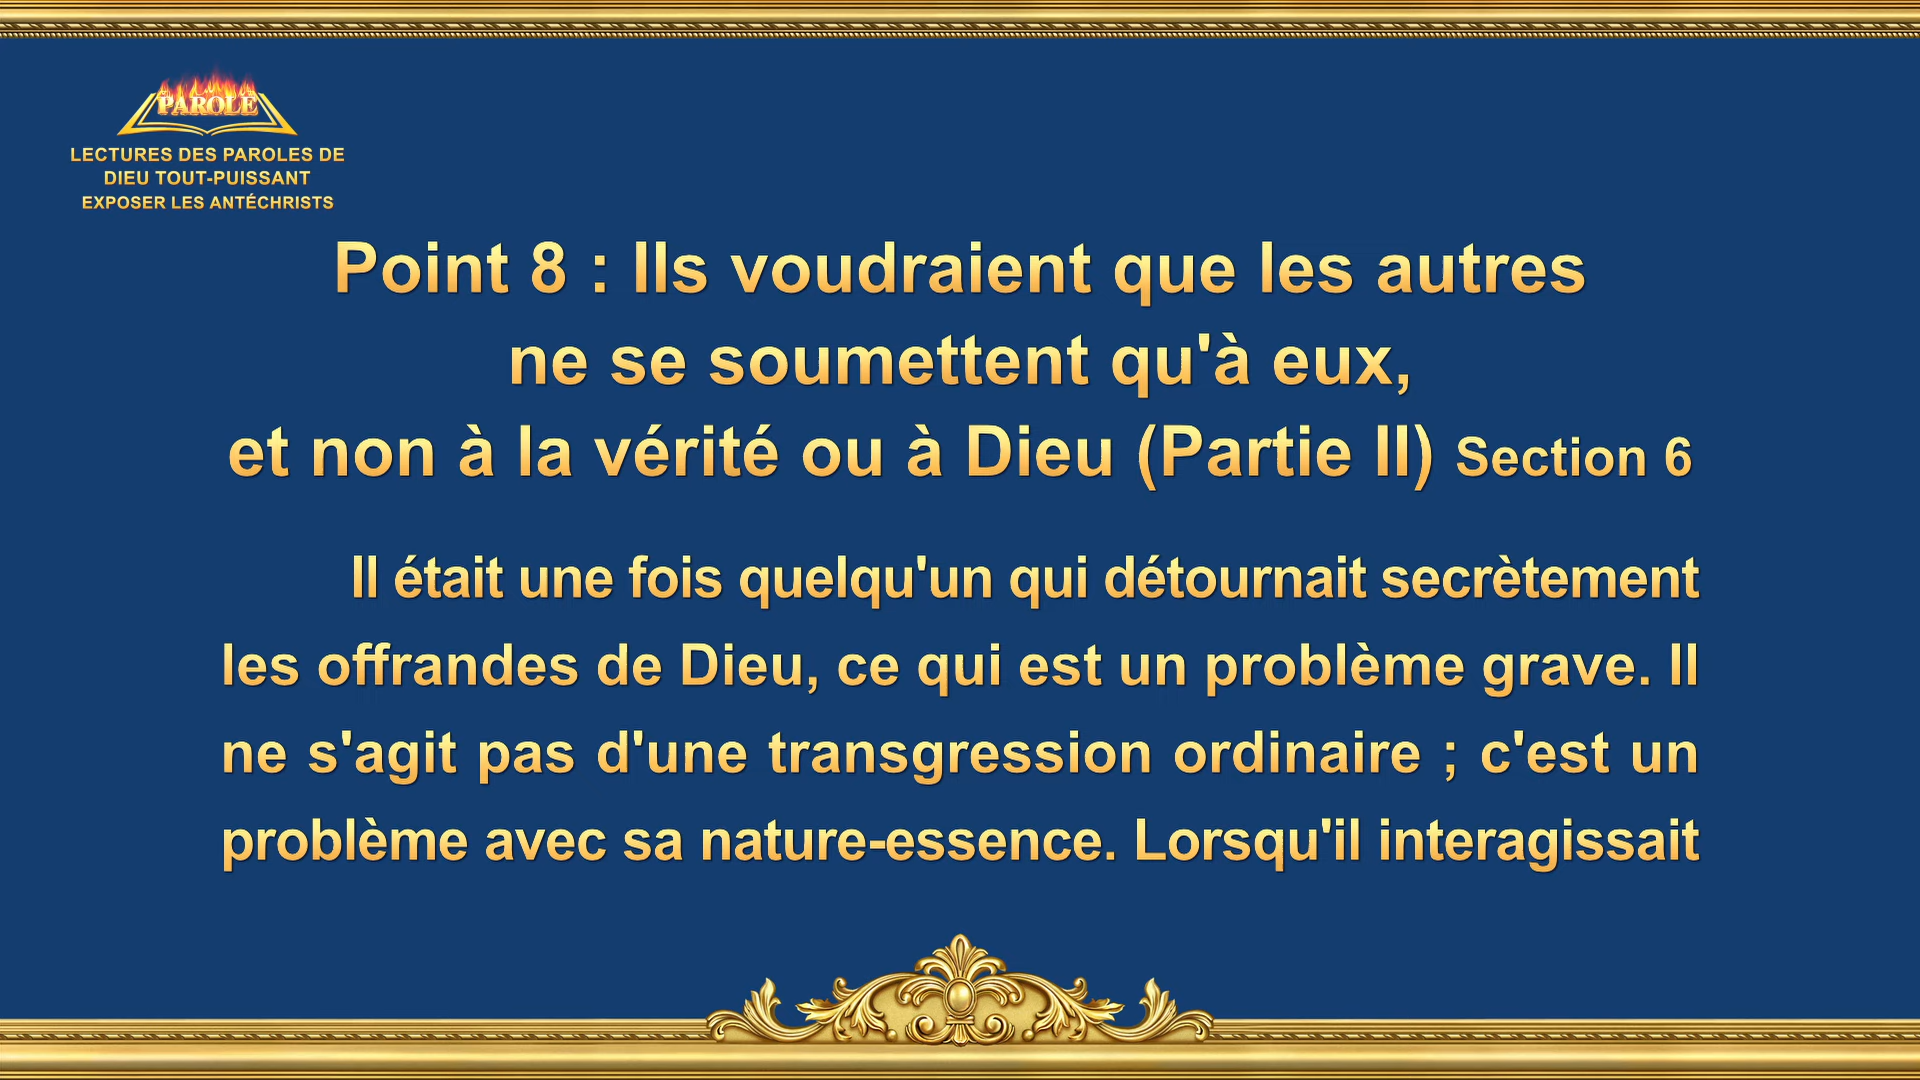 PAROLE
LECTURES DES PAROLES DE
DIEU TOUT-PUISSANT
EXPOSER LES ANTÉCHRISTS
Point 8 : Ils voudraient que les autres
ne se soumettent qu'à eux,
et non à la vérité ou à Dieu (Partie II) Section 6
Il était une fois quelqu'un qui détournait secrètement
les offrandes de Dieu, ce qui est un problème grave. Il
ne s'agit pas d'une transgression ordinaire ; c'est un
problème avec sa nature-essence. Lorsqu'il interagissait